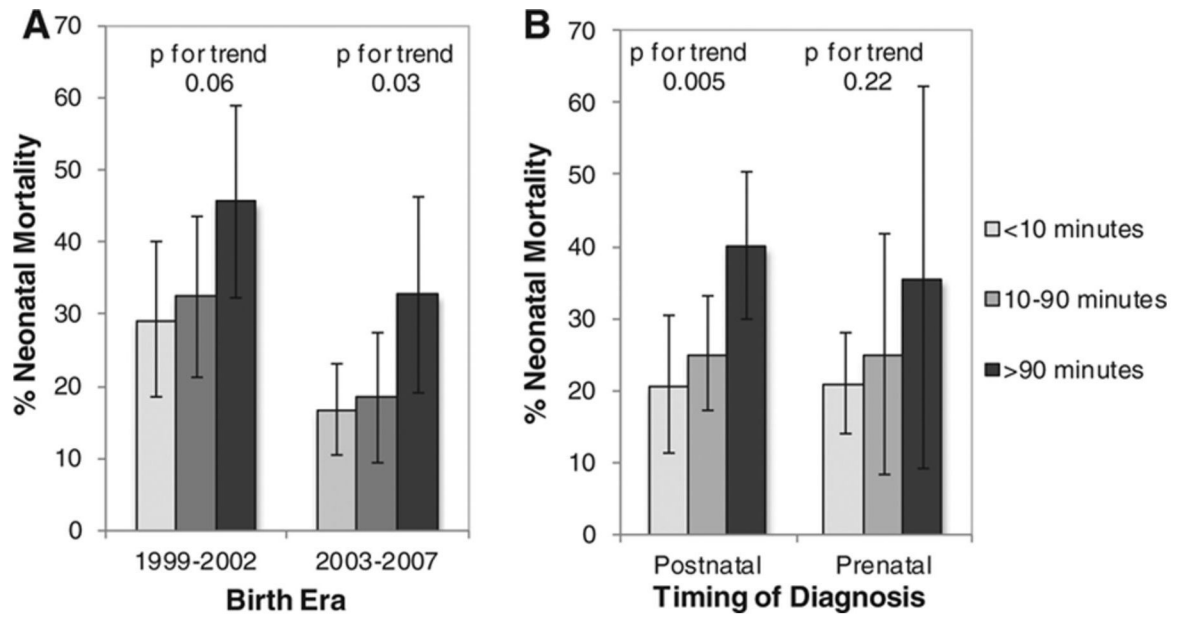 A
70
60
50
40
30
20
10
0
% Neonatal Mortality
p for trend
0.06
p for trend
0.03
1999-2002
2003-2007
Birth Era
B
70
60
50
40
30
20
10
0
% Neonatal Mortality
p for trend
0.005
p for trend
0.22
Postnatal
Prenatal
Timing of Diagnosis
<10 minutes
10-90 minutes
>90 minutes